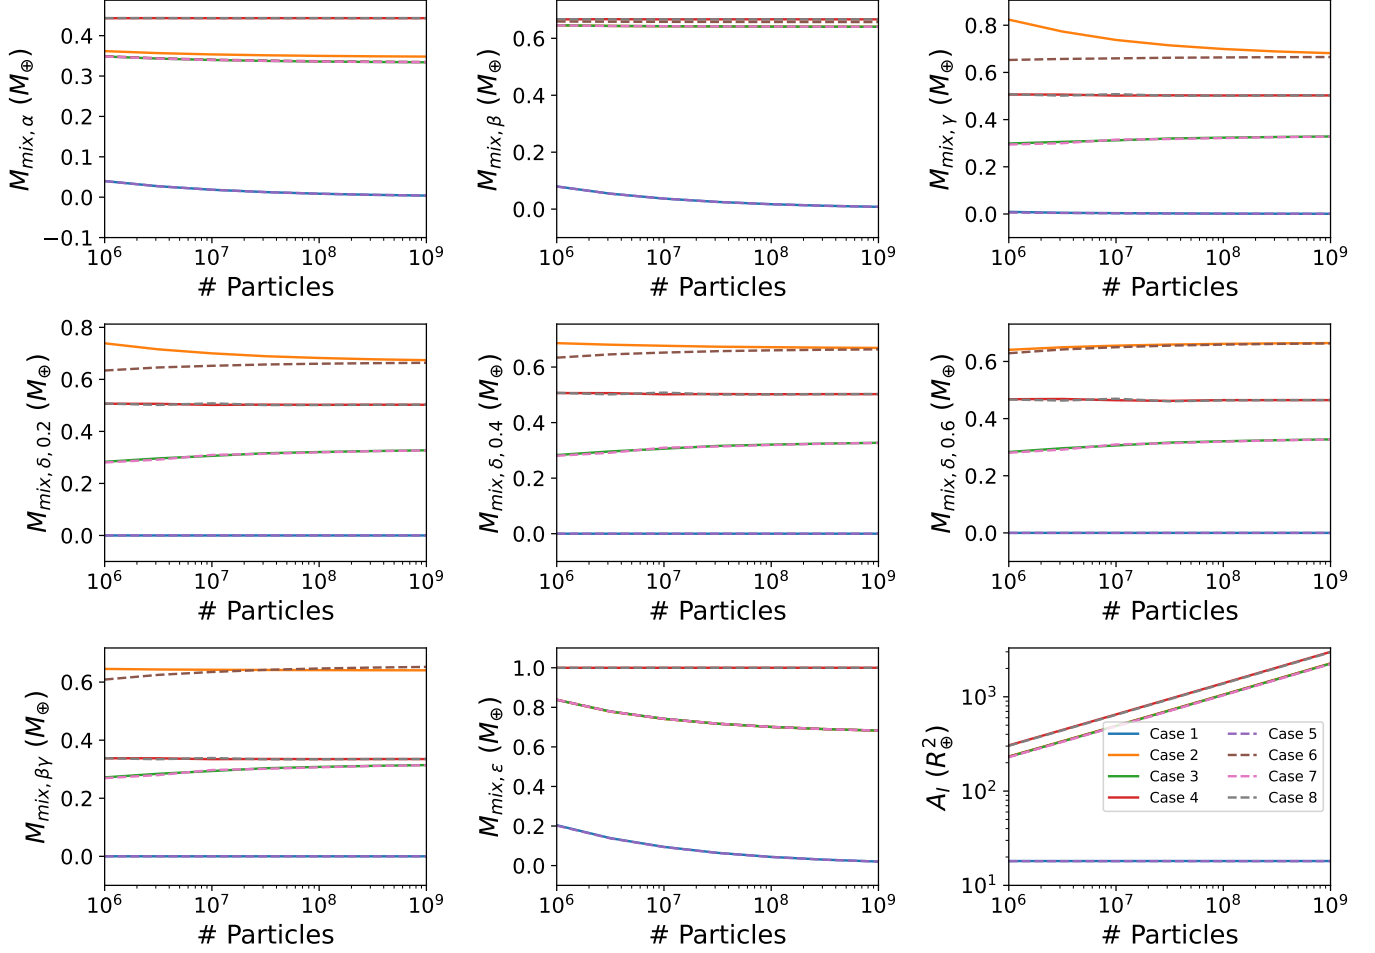 0.4
0.3
0.2
0.1
0.0
−0.1
M_{mix, α} (M_⊕)
10^6 10^7 10^8 10^9
# Particles
0.6
0.4
0.2
0.0
M_{mix, β} (M_⊕)
10^6 10^7 10^8 10^9
# Particles
0.8
0.6
0.4
0.2
0.0
M_{mix, γ} (M_⊕)
10^6 10^7 10^8 10^9
# Particles
0.8
0.6
0.4
0.2
0.0
M_{mix, δ, 0.2} (M_⊕)
10^6 10^7 10^8 10^9
# Particles
0.6
0.4
0.2
0.0
M_{mix, δ, 0.4} (M_⊕)
10^6 10^7 10^8 10^9
# Particles
0.6
0.4
0.2
0.0
M_{mix, δ, 0.6} (M_⊕)
10^6 10^7 10^8 10^9
# Particles
0.6
0.4
0.2
0.0
M_{mix, βγ} (M_⊕)
10^6 10^7 10^8 10^9
# Particles
1.0
0.8
0.6
0.4
0.2
0.0
M_{mix, ε} (M_⊕)
10^6 10^7 10^8 10^9
# Particles
10^3
10^2
10^1
A_I (R_⊕^2)
Case 1 Case 5
Case 2 Case 6
Case 3 Case 7
Case 4 Case 8
10^6 10^7 10^8 10^9
# Particles